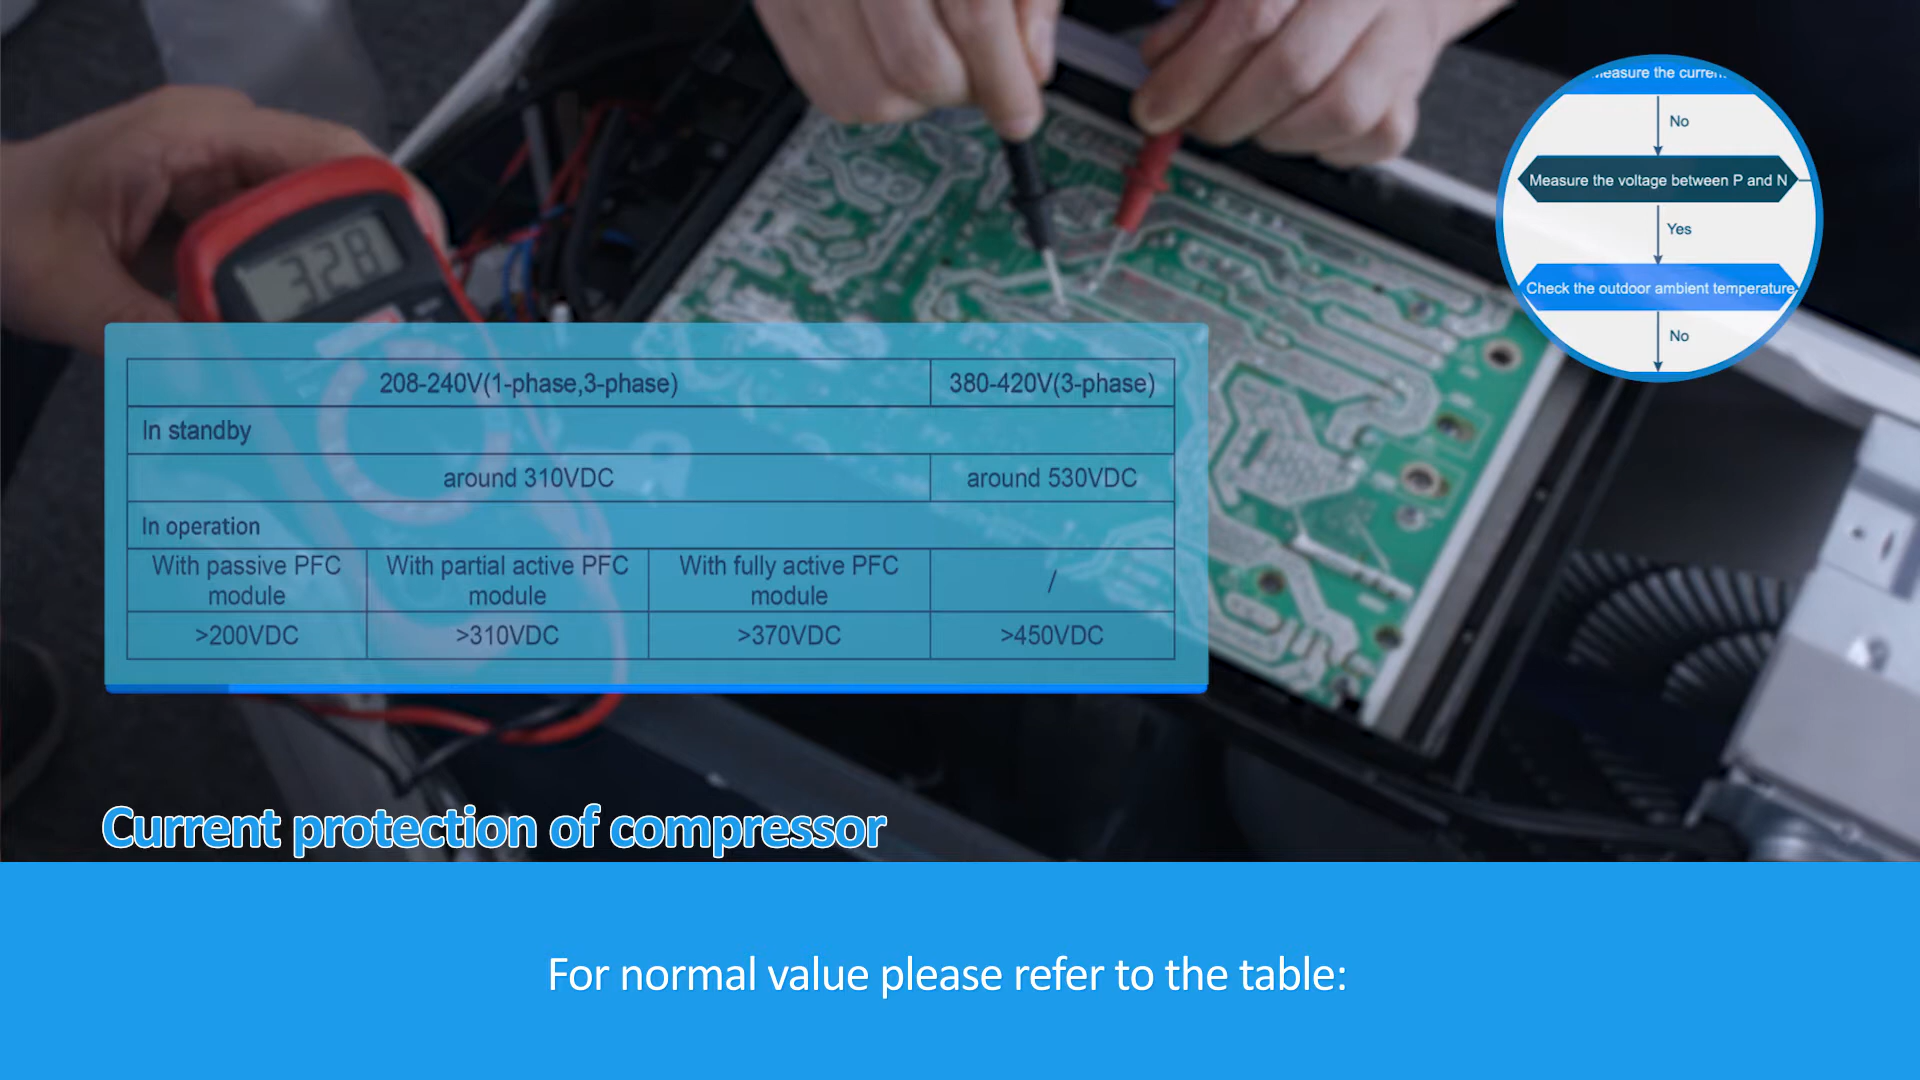 Measure the current
No
Measure the voltage between P and N
Yes
Check the outdoor ambient temperature
No
328
208-240V(1-phase,3-phase) 380-420V(3-phase)
In standby
around 310VDC around 530VDC
In operation
With passive PFC module With partial active PFC module With fully active PFC module /
>200VDC >310VDC >370VDC >450VDC
Current protection of compressor
For normal value please refer to the table: